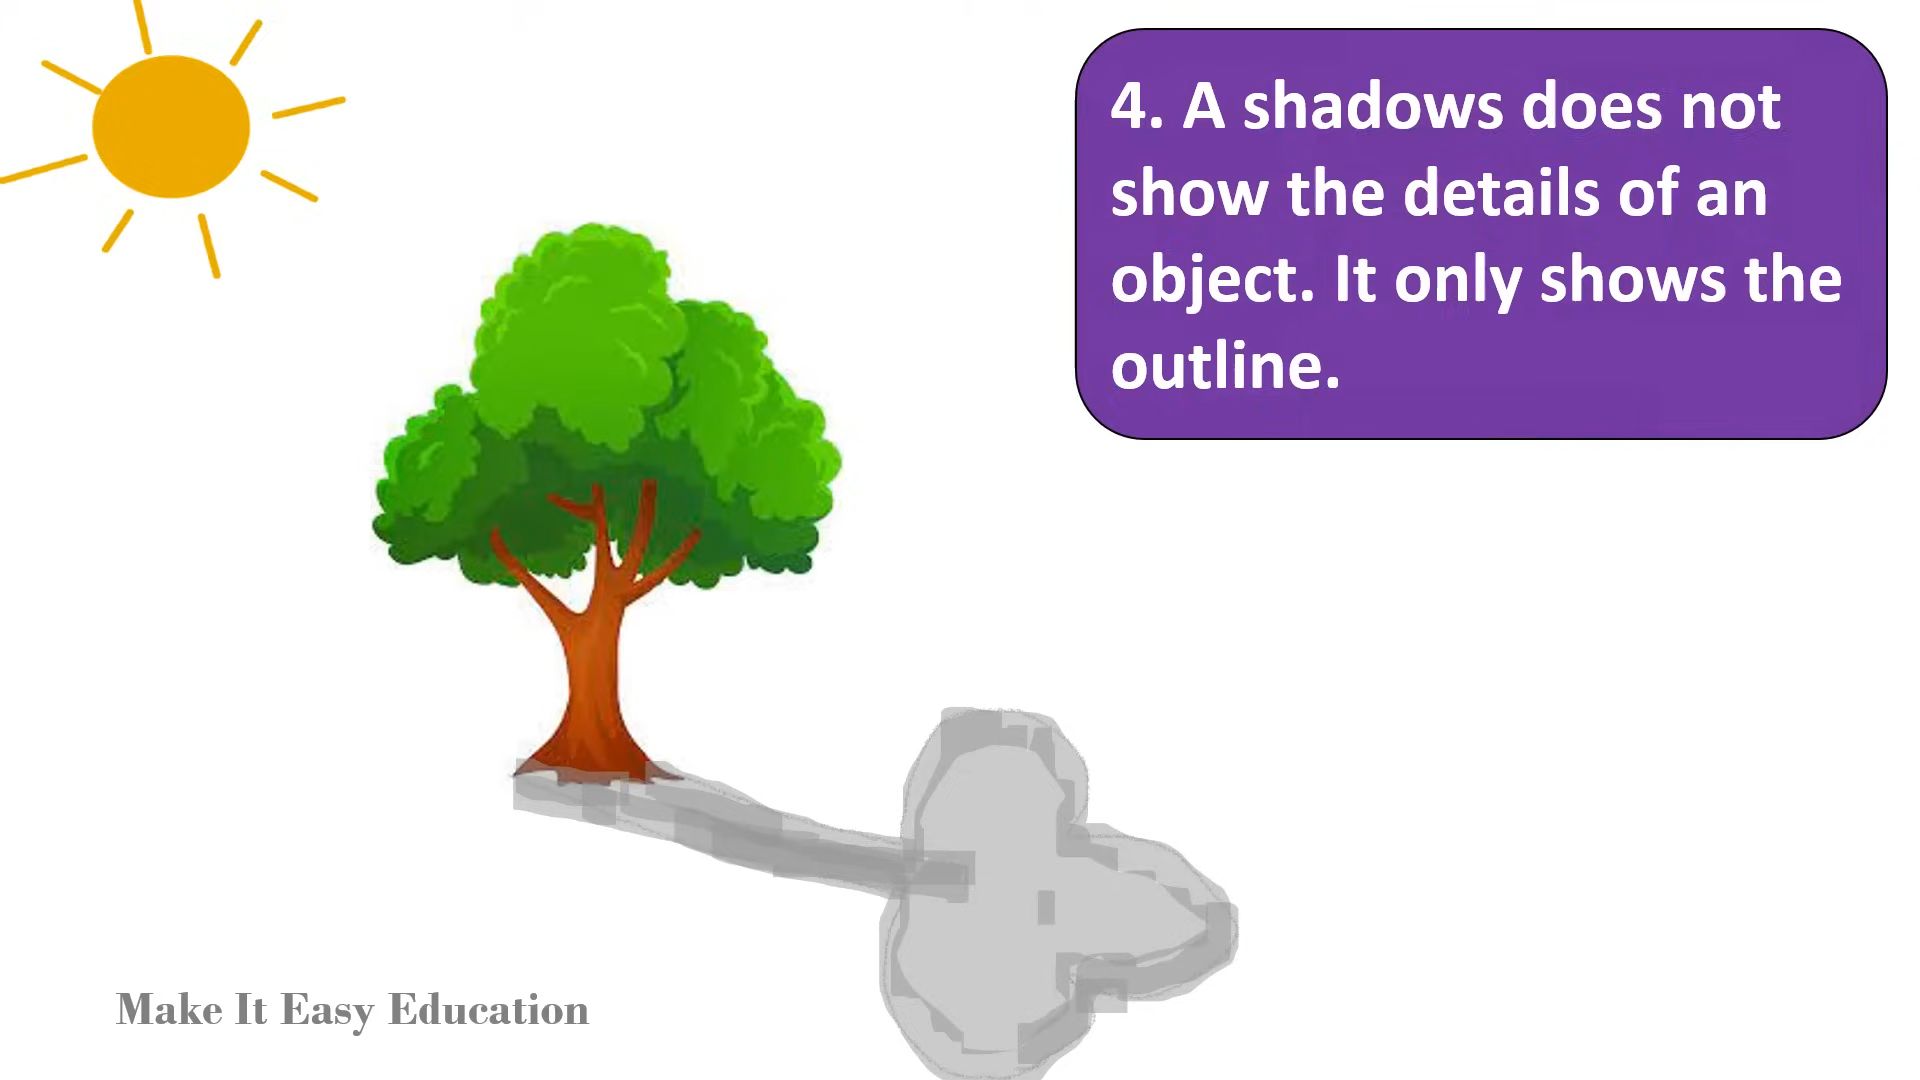 4. A shadows does not
show the details of an
object. It only shows the
outline.
Make It Easy Education